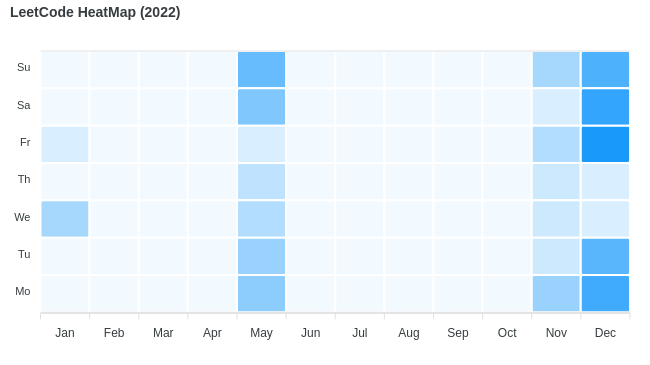 LeetCode HeatMap (2022)
Su
Sa
Fr
Th
We
Tu
Mo
Jan Feb Mar Apr May Jun Jul Aug Sep Oct Nov Dec